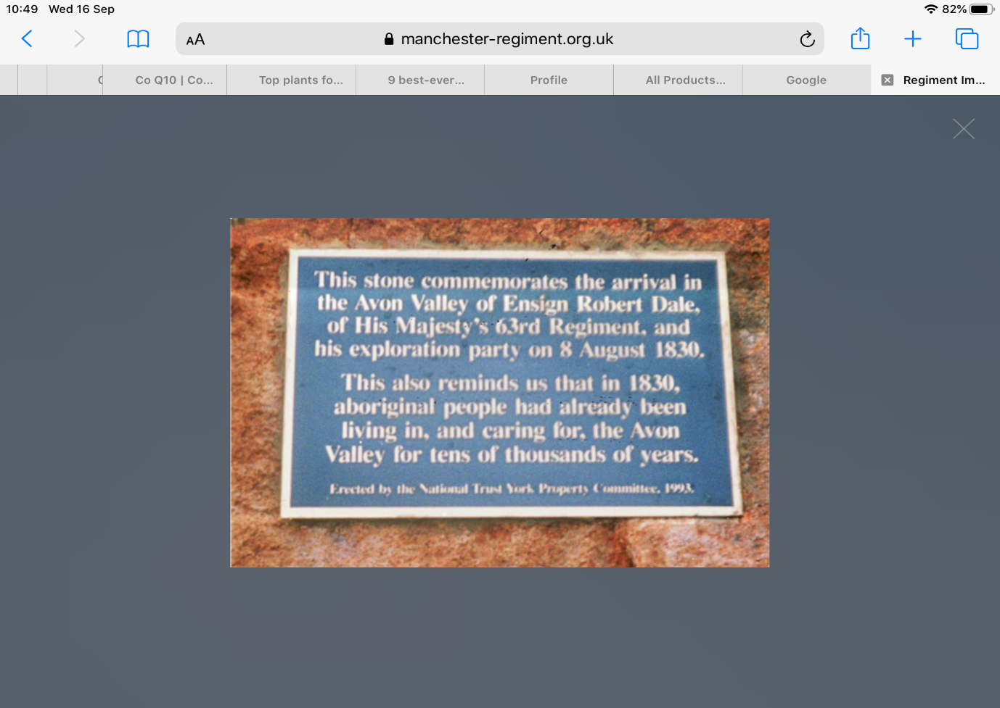 10:49 Wed 16 Sep
82%
AA
manchester-regiment.org.uk
Co Q10 | Co...
Top plants fo...
9 best-ever...
Profile
All Products...
Google
Regiment Im...
This stone commemorates the arrival in
the Avon Valley of Ensign Robert Dale,
of His Majesty's 63rd Regiment, and
his exploration party on 8 August 1830.
This also reminds us that in 1830,
aboriginal people had already been
living in, and caring for, the Avon
Valley for tens of thousands of years.
Erected by the National Trust York Property Committee, 1993.